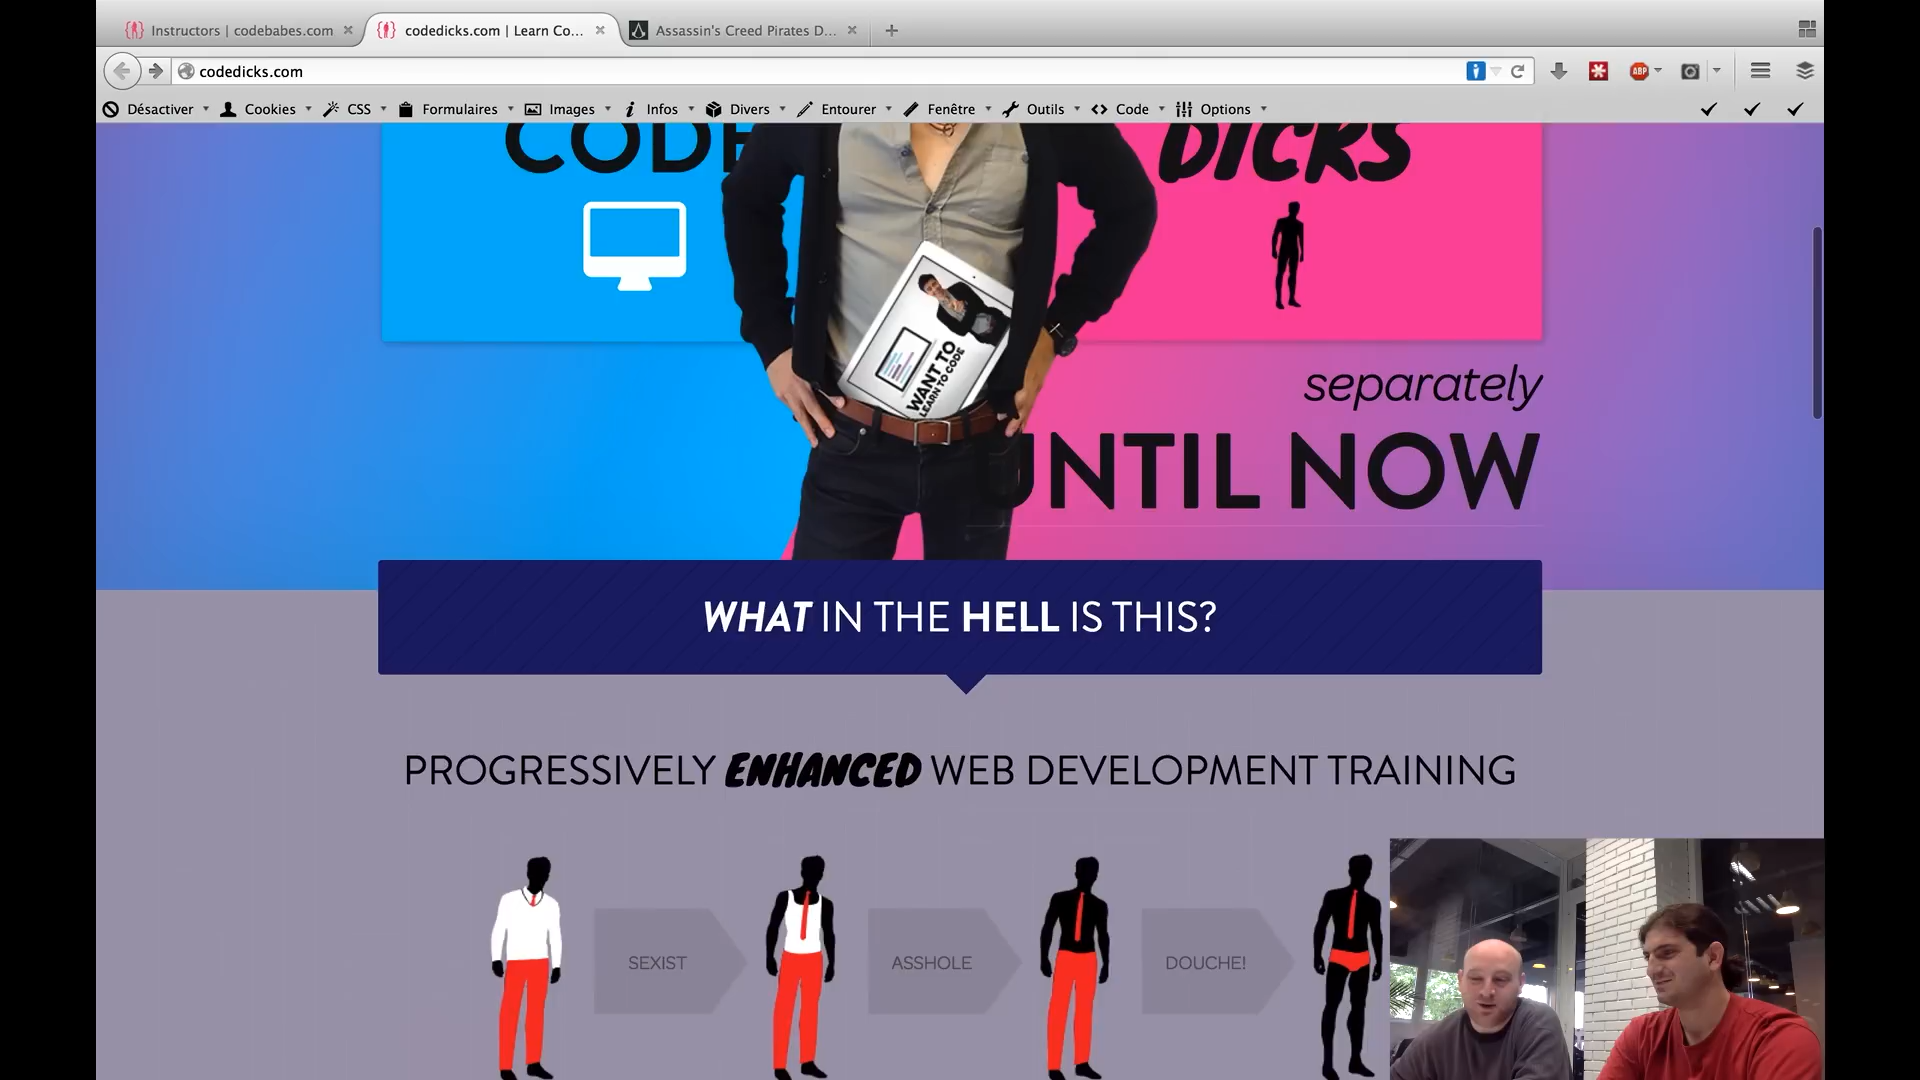 Instructors | codebabes.com
codedicks.com | Learn Co...
Assassin's Creed Pirates D...
codedicks.com
ABP
Désactiver Cookies CSS Formulaires Images Infos Divers Entourer Fenêtre Outils Code Options
CODE
DICKS
WANT TO
LEARN TO CODE
separately
UNTIL NOW
WHAT IN THE HELL IS THIS?
PROGRESSIVELY ENHANCED WEB DEVELOPMENT TRAINING
SEXIST
ASSHOLE
DOUCHE!